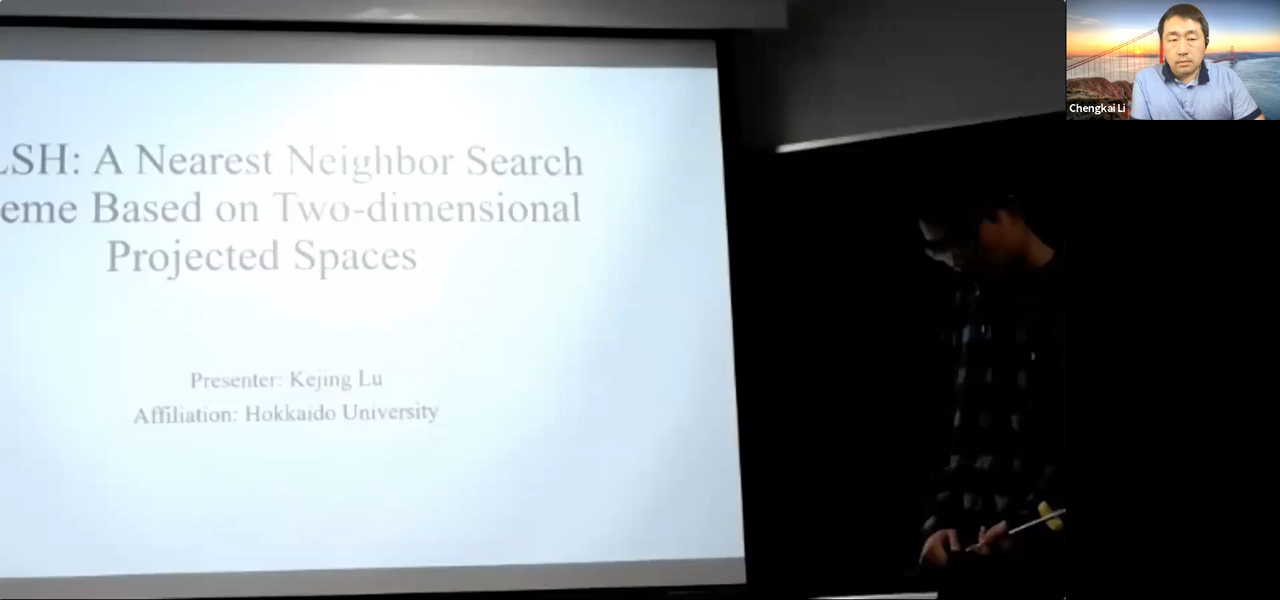 LSH: A Nearest Neighbor Search
eme Based on Two-dimensional
Projected Spaces
Presenter: Kejing Lu
Affiliation: Hokkaido University
Chengkai Li